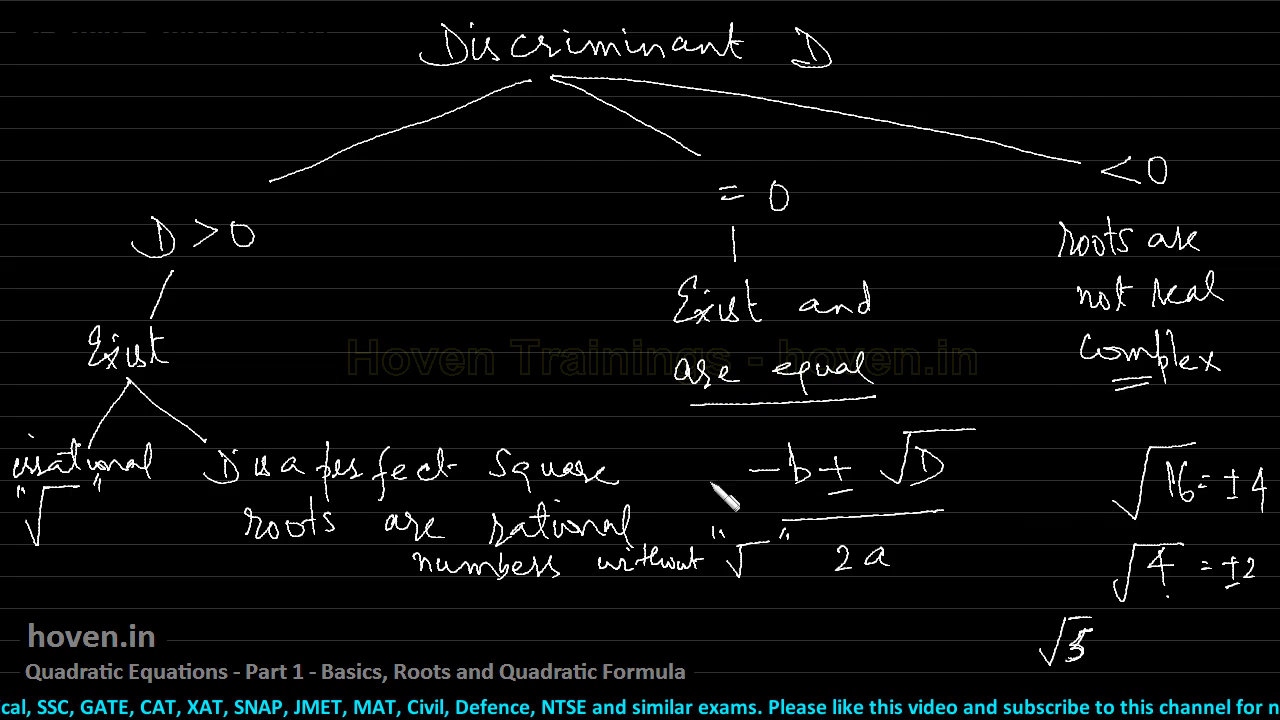 Discriminant D
D > 0
= 0
< 0
Exist
Exist and
are equal
roots are
not real
complex
irrational
"√ "
D is a perfect square
roots are rational
numbers without "√ "
-b ± √D
2a
√16 = ±4
√4 = ±2
Hoven Trainings - hoven.in
hoven.in
Quadratic Equations - Part 1 - Basics, Roots and Quadratic Formula
cal, SSC, GATE, CAT, XAT, SNAP, JMET, MAT, Civil, Defence, NTSE and similar exams. Please like this video and subscribe to this channel for n